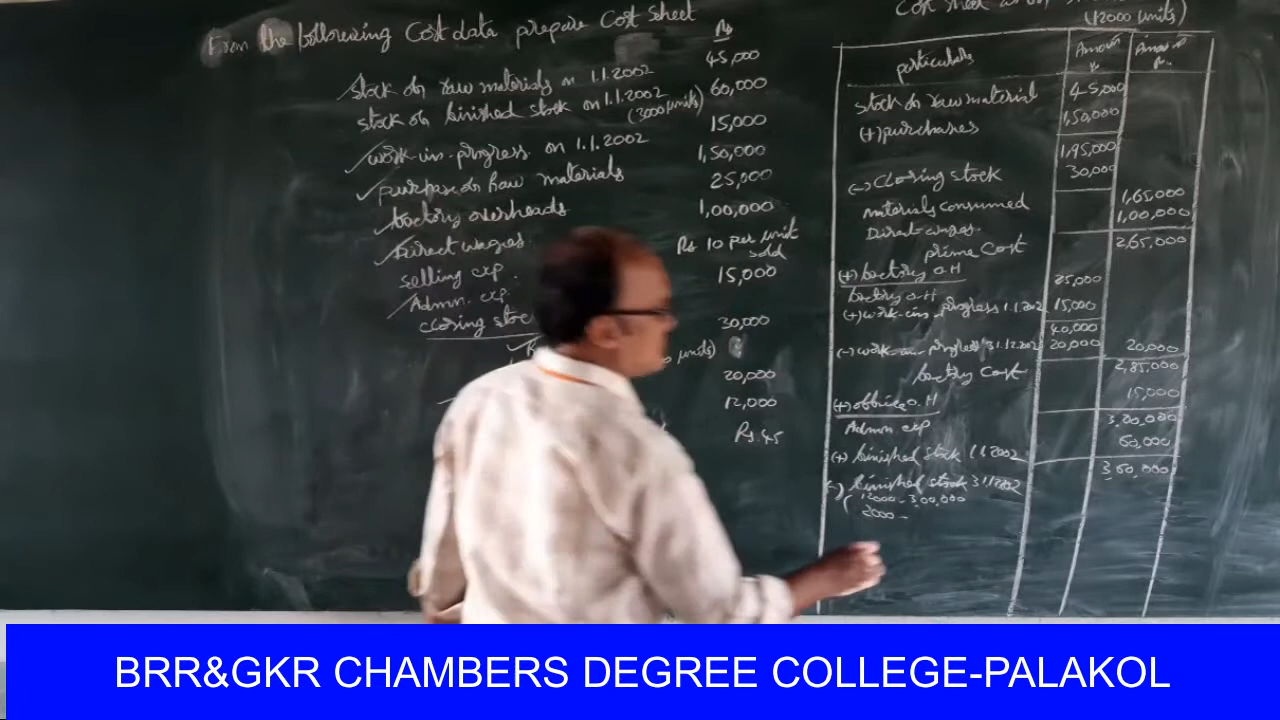 From the following Cost data prepare Cost Sheet
Rs
Stock of raw materials on 1.1.2002 45,000
Stock of finished stock on 1.1.2002 60,000
(3000 units)
work-in-progress on 1.1.2002 15,000
purchase of Raw materials 1,50,000
factory overheads 25,000
Direct wages 1,00,000
selling exp. Rs 10 per unit
sold
Admn. exp. 15,000
closing
30,000
units)
20,000
12,000
Rs. 45
Cost sheet
(12000 units)
particulars Amount Amount
stock of raw material 45,000
(+) purchases 1,50,000
1,95,000
(-) Closing stock 30,000
materials consumed 1,65,000
Direct wages. 1,00,000
prime Cost 2,65,000
(+) factory O.H
factory O.H 25,000
(+) work-in-progress 1.1.2002 15,000
40,000
(-) work-in-progress 31.12.2002 20,000 20,000
factory Cost 2,85,000
(+) office O.H 15,000
Admn exp 3,00,000
(+) finished stock 1.1.2002 60,000
3,60,000
(-) finished stock
( 12000 - 3,00,000
2000 -
BRR&GKR CHAMBERS DEGREE COLLEGE-PALAKOL